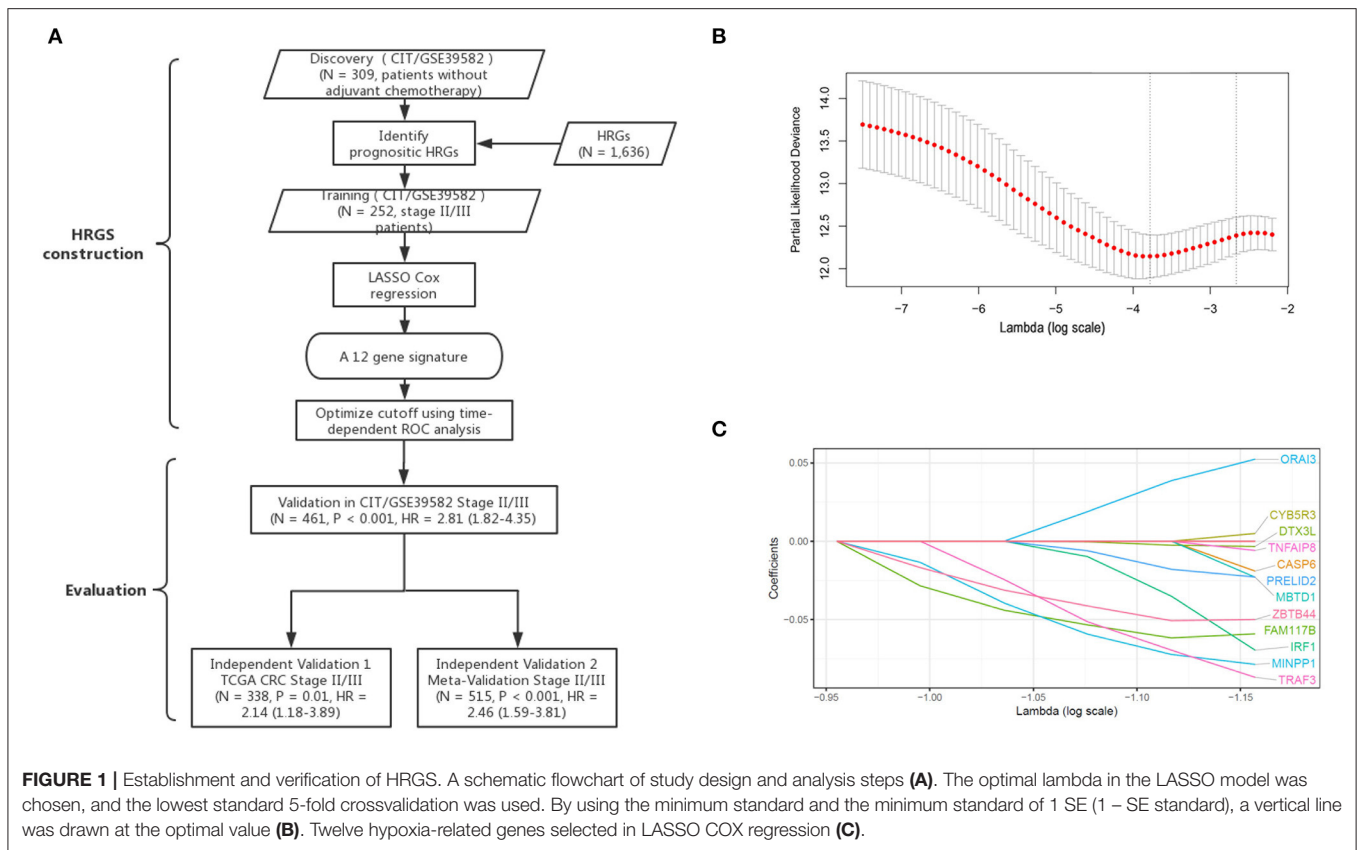 A
Discovery ( CIT/GSE39582 )
(N = 309, patients without
adjuvant chemotherapy)
Identify
prognositic HRGs
HRGs
(N = 1,636)
Training ( CIT/GSE39582 )
(N = 252, stage II/III
patients)
HRGS
construction
LASSO Cox
regression
A 12 gene signature
Optimize cutoff using time-
dependent ROC analysis
Evaluation
Validation in CIT/GSE39582 Stage II/III
(N = 461, P < 0.001, HR = 2.81 (1.82-4.35)
Independent Validation 1
TCGA CRC Stage II/III
(N = 338, P = 0.01, HR =
2.14 (1.18-3.89)
Independent Validation 2
Meta-Validation Stage II/III
(N = 515, P < 0.001, HR =
2.46 (1.59-3.81)
B
Partial Likelihood Deviance
14.0
13.5
13.0
12.5
12.0
−7 −6 −5 −4 −3 −2
Lambda (log scale)
C
Coefficients
0.05
0.00
−0.05
ORAI3
CYB5R3
DTX3L
TNFAIP8
CASP6
PRELID2
MBTD1
ZBTB44
FAM117B
IRF1
MINPP1
TRAF3
−0.95 −1.00 −1.05 −1.10 −1.15
Lambda (log scale)
FIGURE 1 | Establishment and verification of HRGS. A schematic flowchart of study design and analysis steps (A). The optimal lambda in the LASSO model was
chosen, and the lowest standard 5-fold crossvalidation was used. By using the minimum standard and the minimum standard of 1 SE (1 – SE standard), a vertical line
was drawn at the optimal value (B). Twelve hypoxia-related genes selected in LASSO COX regression (C).